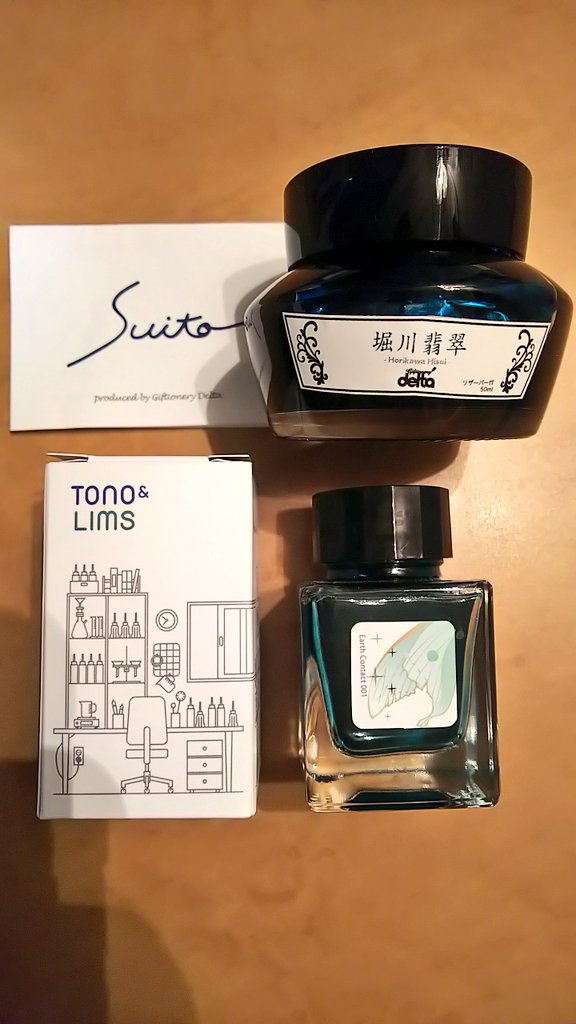 Suito
produced by Giftionery Delta
堀川翡翠
- Horikawa Hisui -
delta
リザーバー付
50ml
TONO&
LIMS
Earth Contact 001